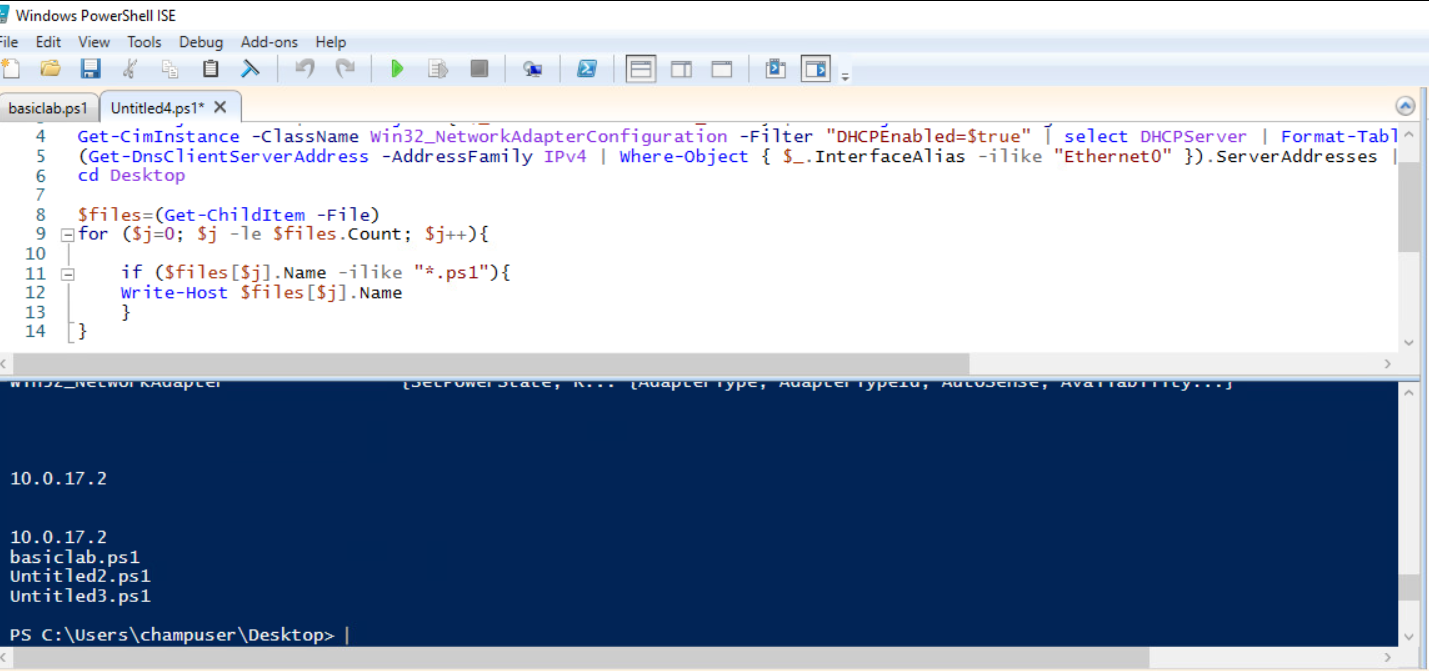 Windows PowerShell ISE
File Edit View Tools Debug Add-ons Help
basiclab.ps1 Untitled4.ps1* X
4 Get-CimInstance -ClassName Win32_NetworkAdapterConfiguration -Filter "DHCPEnabled=$true" | select DHCPServer | Format-Tabl
5 (Get-DnsClientServerAddress -AddressFamily IPv4 | Where-Object { $_.InterfaceAlias -ilike "Ethernet0" }).ServerAddresses |
6 cd Desktop
7
8 $files=(Get-ChildItem -File)
9 for ($j=0; $j -le $files.Count; $j++){
10
11 if ($files[$j].Name -ilike "*.ps1"){
12 Write-Host $files[$j].Name
13 }
14 }
Win32_NetworkAdapter {SetPowerState, R... {AdapterType, AdapterTypeId, AutoSense, Availability...}
10.0.17.2
10.0.17.2
basiclab.ps1
Untitled2.ps1
Untitled3.ps1
PS C:\Users\champuser\Desktop>